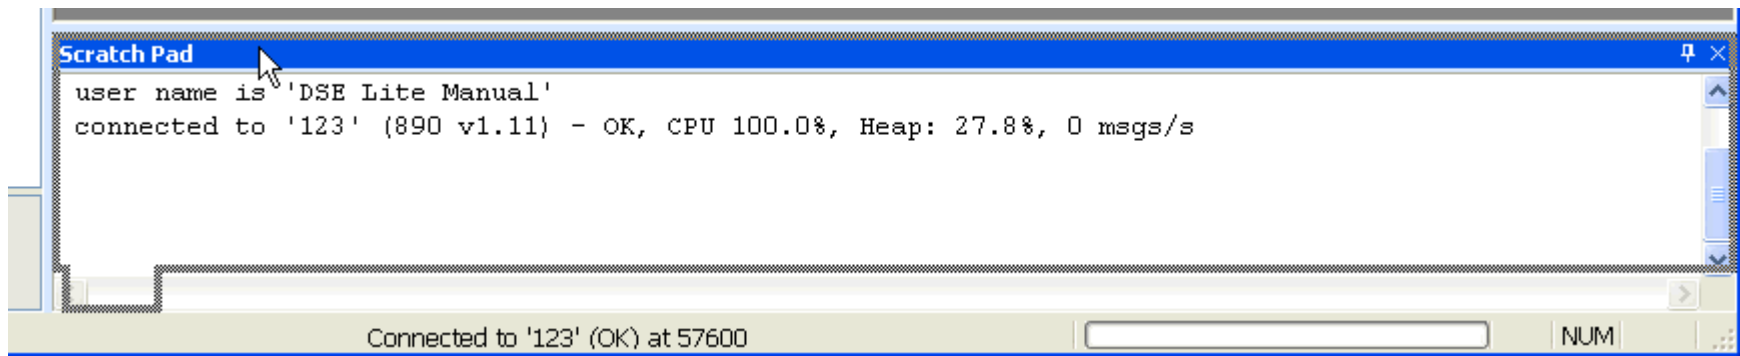 Scratch Pad
user name is 'DSE Lite Manual'
connected to '123' (890 v1.11) - OK, CPU 100.0%, Heap: 27.8%, 0 msgs/s
Connected to '123' (OK) at 57600
NUM